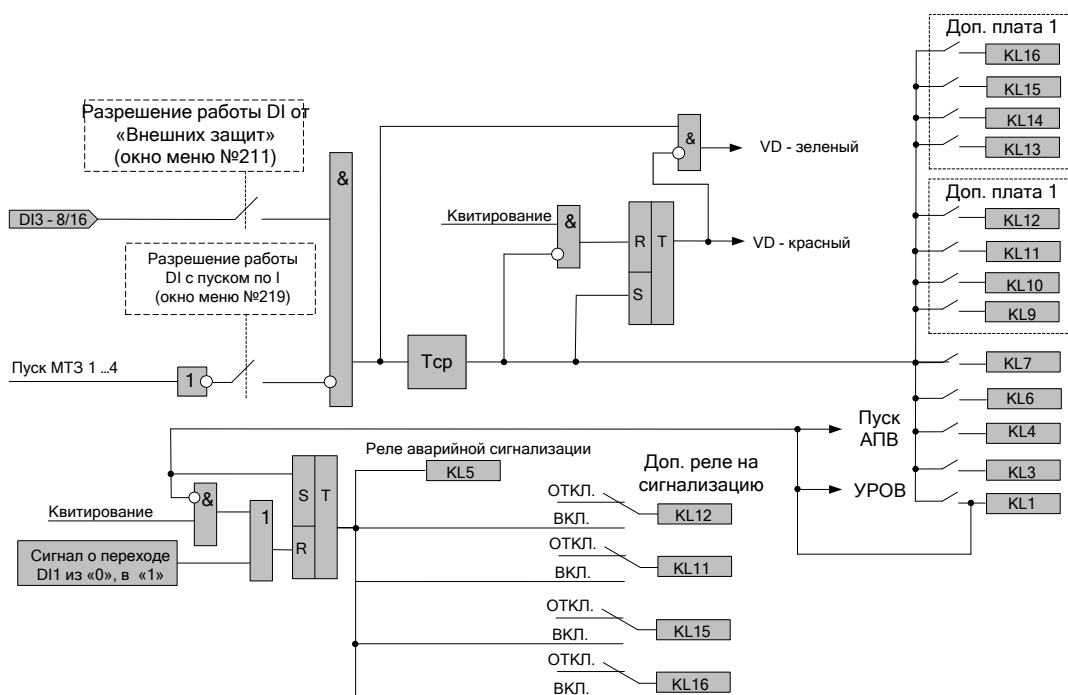 Доп. плата 1
KL16
KL15
KL14
KL13
Доп. плата 1
KL12
KL11
KL10
KL9
KL7
KL6
KL4
KL3
KL1
Разрешение работы DI от
«Внешних защит»
(окно меню №211)
DI3 - 8/16
Разрешение работы
DI с пуском по I
(окно меню №219)
Пуск МТЗ 1 ...4
1
&
Тср
Квитирование
&
R
T
S
&
VD - зеленый
VD - красный
Пуск
АПВ
УРОВ
Реле аварийной сигнализации
KL5
Доп. реле на
сигнализацию
S
T
R
&
1
Квитирование
Сигнал о переходе
DI1 из «0», в «1»
ОТКЛ.
ВКЛ.
KL12
ОТКЛ.
ВКЛ.
KL11
ОТКЛ.
ВКЛ.
KL15
ОТКЛ.
ВКЛ.
KL16